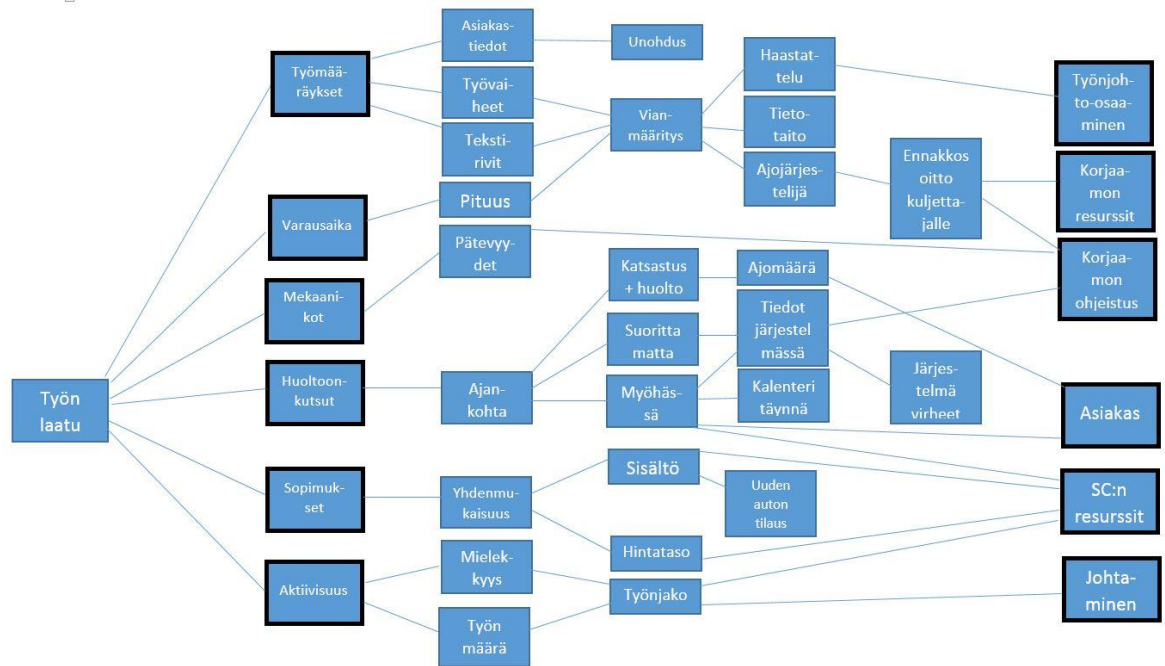 Työn
laatu
Työmää-
räykset
Varausaika
Mekaani-
kot
Huoltoon-
kutsut
Sopimuk-
set
Aktiivisuus
Asiakas-
tiedot
Työvai-
heet
Teksti-
rivit
Pituus
Pätevyy-
det
Ajan-
kohta
Yhdenmu-
kaisuus
Mielek-
kyys
Työn
määrä
Unohdus
Vian-
määritys
Katsastus
+ huolto
Suoritta
matta
Myöhäs-
sä
Sisältö
Hintataso
Työnjako
Haastat-
telu
Tieto-
taito
Ajojärjes-
telijä
Ajomäärä
Tiedot
järjestel
mässä
Kalenteri
täynnä
Uuden
auton
tilaus
Ennakkos
oitto
kuljetta-
jalle
Järjes-
telmä
virheet
Työnjoh-
to-osaa-
minen
Korjaa-
mon
resurssit
Korjaa-
mon
ohjeistus
Asiakas
SC:n
resurssit
Johta-
minen